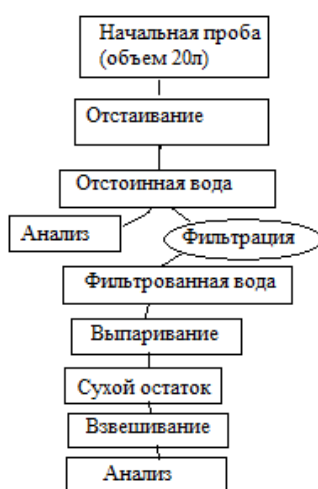 Начальная проба
(объем 20л)
Отстаивание
Отстоинная вода
Анализ
Фильтрация
Фильтрованная вода
Выпаривание
Сухой остаток
Взвешивание
Анализ